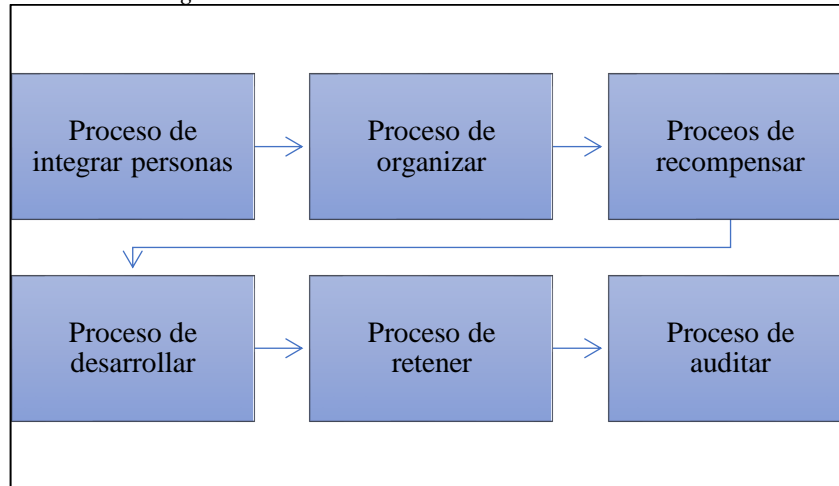 Proceso de
integrar personas
Proceso de
organizar
Proceos de
recompensar
Proceso de
desarrollar
Proceso de
retener
Proceso de
auditar